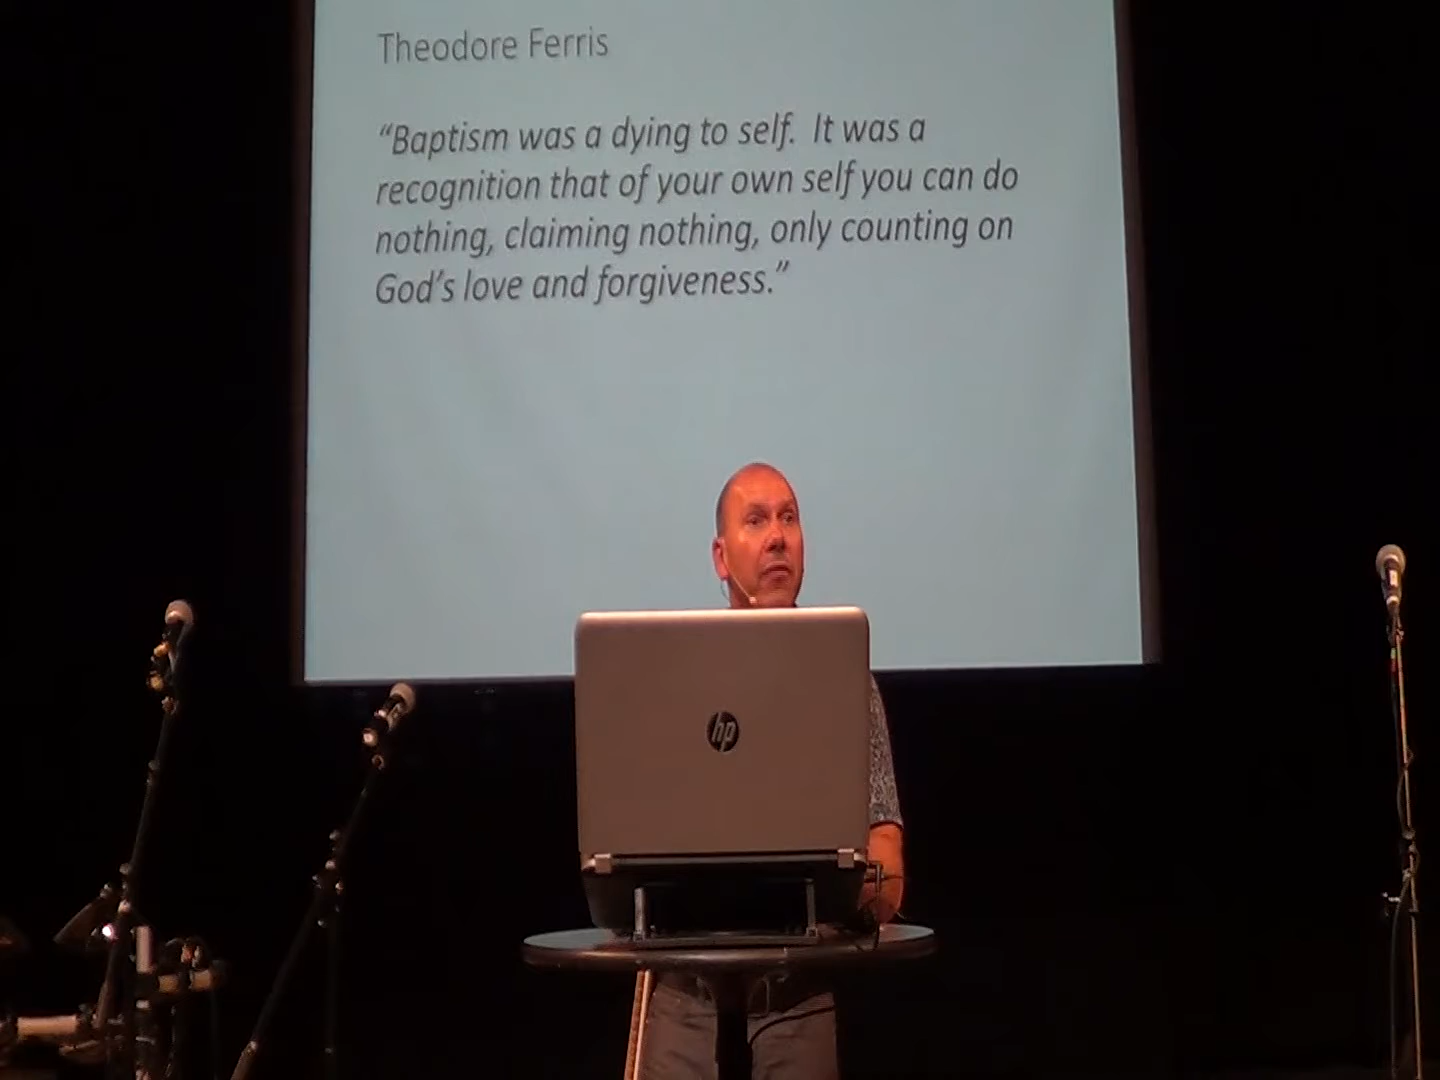 Theodore Ferris
“Baptism was a dying to self.  It was a
recognition that of your own self you can do
nothing, claiming nothing, only counting on
God’s love and forgiveness.”
hp